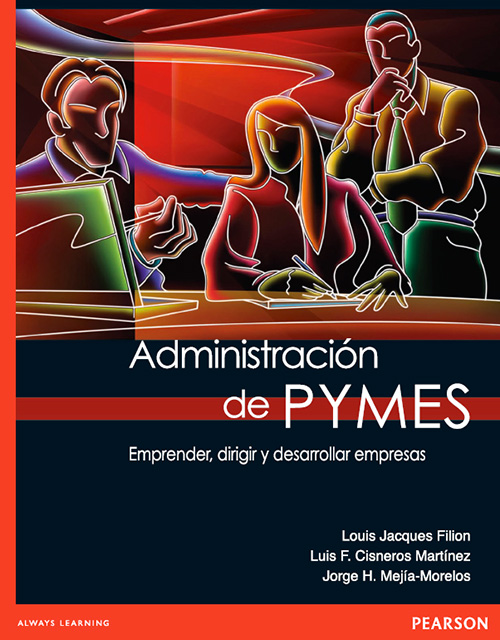 Administración
de PYMES
Emprender, dirigir y desarrollar empresas
Louis Jacques Filion
Luis F. Cisneros Martínez
Jorge H. Mejía-Morelos
ALWAYS LEARNING
PEARSON